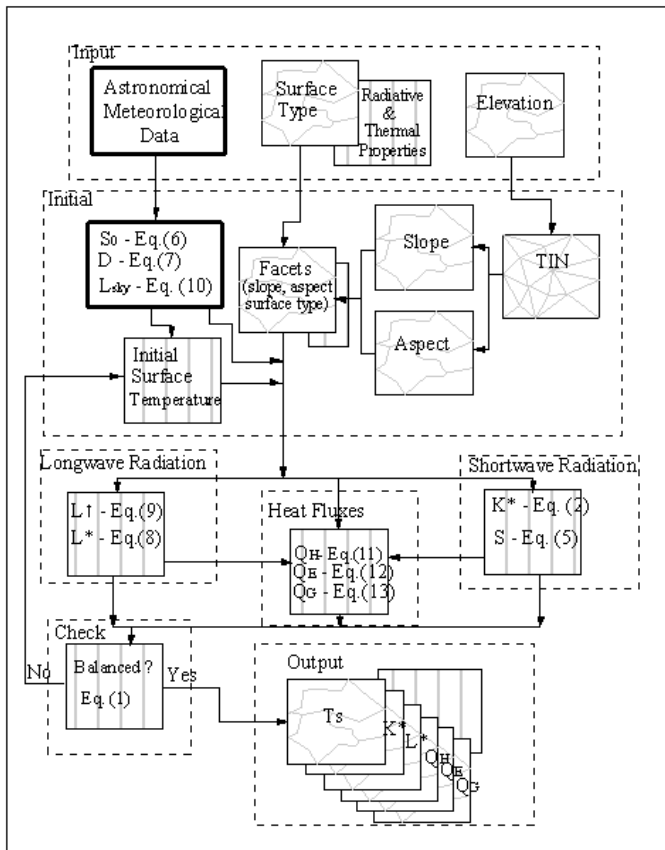 Input
Astronomical
Meteorological
Data
Surface
Type
Radiative
&
Thermal
Properties
Elevation
Initial
So - Eq.(6)
D - Eq.(7)
Lsky - Eq. (10)
Facets
(slope, aspect
surface type)
Slope
Aspect
TIN
Initial
Surface
Temperature
Longwave Radiation
L↑ - Eq.(9)
L* - Eq.(8)
Heat Fluxes
QH-Eq.(11)
QE - Eq.(12)
QG - Eq.(13)
Shortwave Radiation
K* - Eq. (2)
S - Eq.(5)
Check
No
Balanced?
Eq.(1)
Yes
Output
Ts
K*
L*
QH
QE
QG